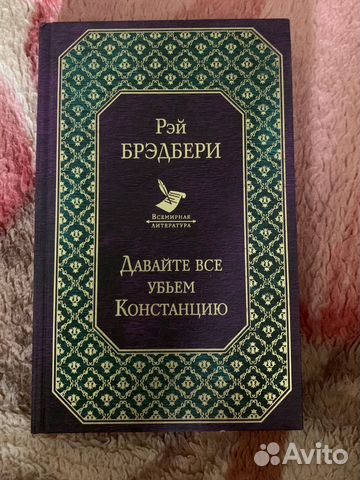 Рэй
БРЭДБЕРИ
Всемирная
литература
Давайте все
убьем
Констанцию
Avito